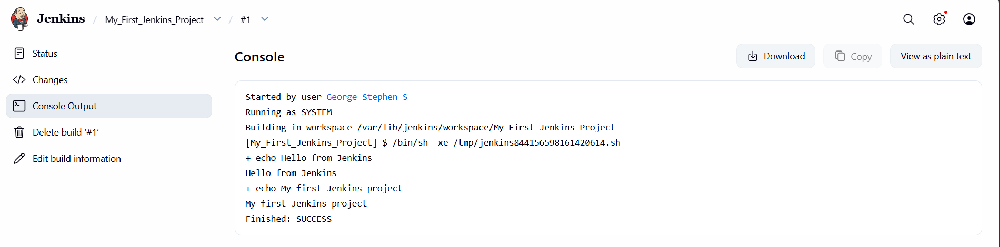 Jenkins / My_First_Jenkins_Project / #1
Status
Changes
Console Output
Delete build ‘#1’
Edit build information
Console
Download
Copy
View as plain text
Started by user George Stephen S
Running as SYSTEM
Building in workspace /var/lib/jenkins/workspace/My_First_Jenkins_Project
[My_First_Jenkins_Project] $ /bin/sh -xe /tmp/jenkins844156598161420614.sh
+ echo Hello from Jenkins
Hello from Jenkins
+ echo My first Jenkins project
My first Jenkins project
Finished: SUCCESS